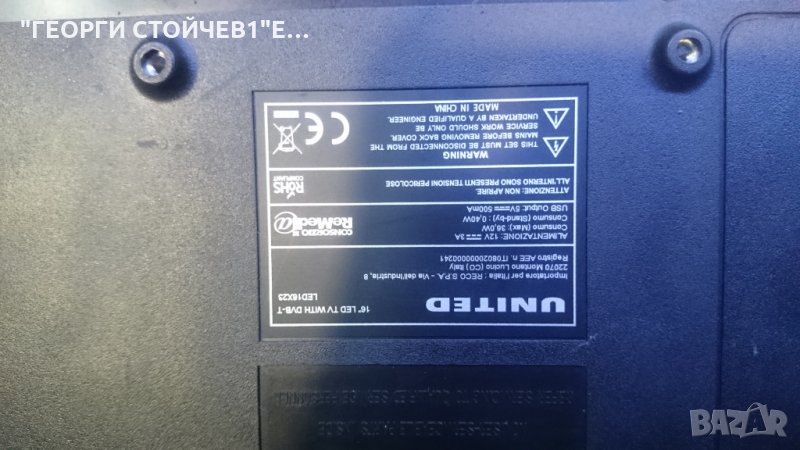 "ГЕОРГИ СТОЙЧЕВ1"Е...
UNITED
16" LED TV WITH DVB-T
LED16X23
Importatore per l'Italia : RECO S.P.A. - Via dell'Industria, 8
22070 Montano Lucino (CO) Italy
Registro AEE n. IT08020000000241
ALIMENTAZIONE: 12V 3A
Consumo (Max): 36,0W
Consumo (Stand-by) : 0,40W
USB Output: 5V 500mA
CONSORZIO
ReMedia
ATTENZIONE: NON APRIRE.
ALL'INTERNO SONO PRESENTI TENSIONI PERICOLOSE
RoHS
COMPLIANT
WARNING
THIS SET MUST BE DISCONNECTED FROM THE
MAINS BEFORE REMOVING BACK COVER.
SERVICE WORK SHOULD ONLY BE
UNDERTAKEN BY A QUALIFIED ENGINEER.
MADE IN CHINA
CE
BAZAR